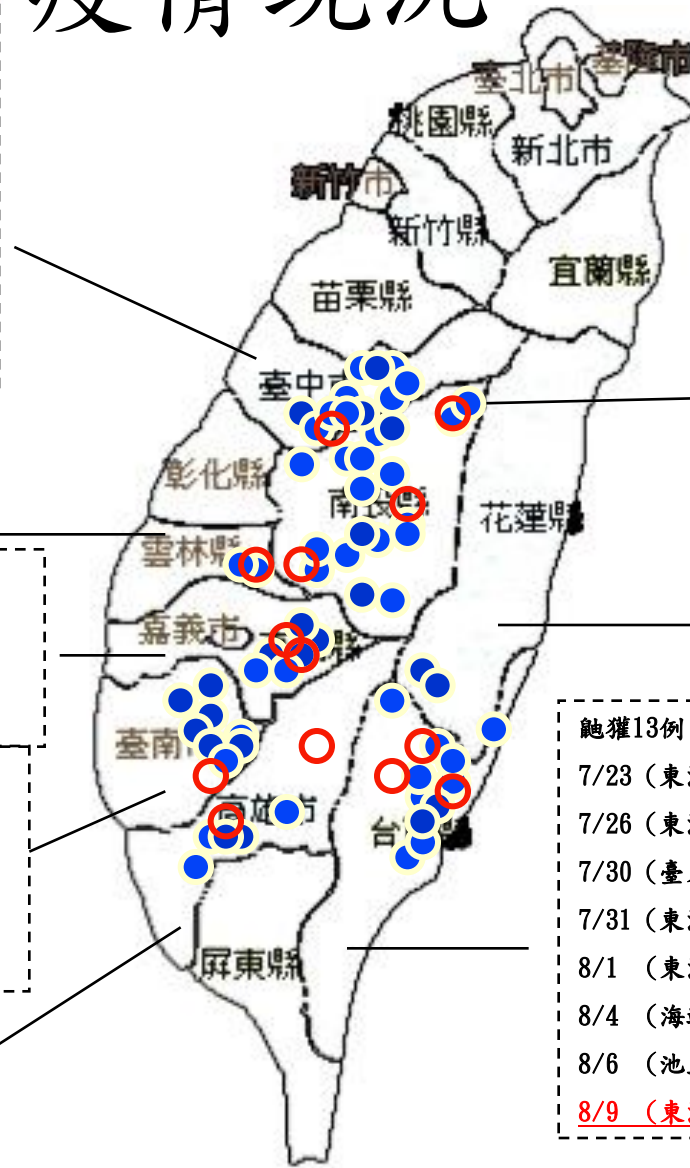 疫情現況
基隆市
臺北市
桃園縣
新北市
新竹市
新竹縣
宜蘭縣
苗栗縣
臺中市
彰化縣
南投縣
花蓮縣
雲林縣
嘉義市
縣
臺南
高雄市
台 縣
屏東縣
鼬獾13例
7/23（東
7/26（東
7/30（臺
7/31（東
8/1 （東
8/4 （海
8/6 （池
8/9 （東